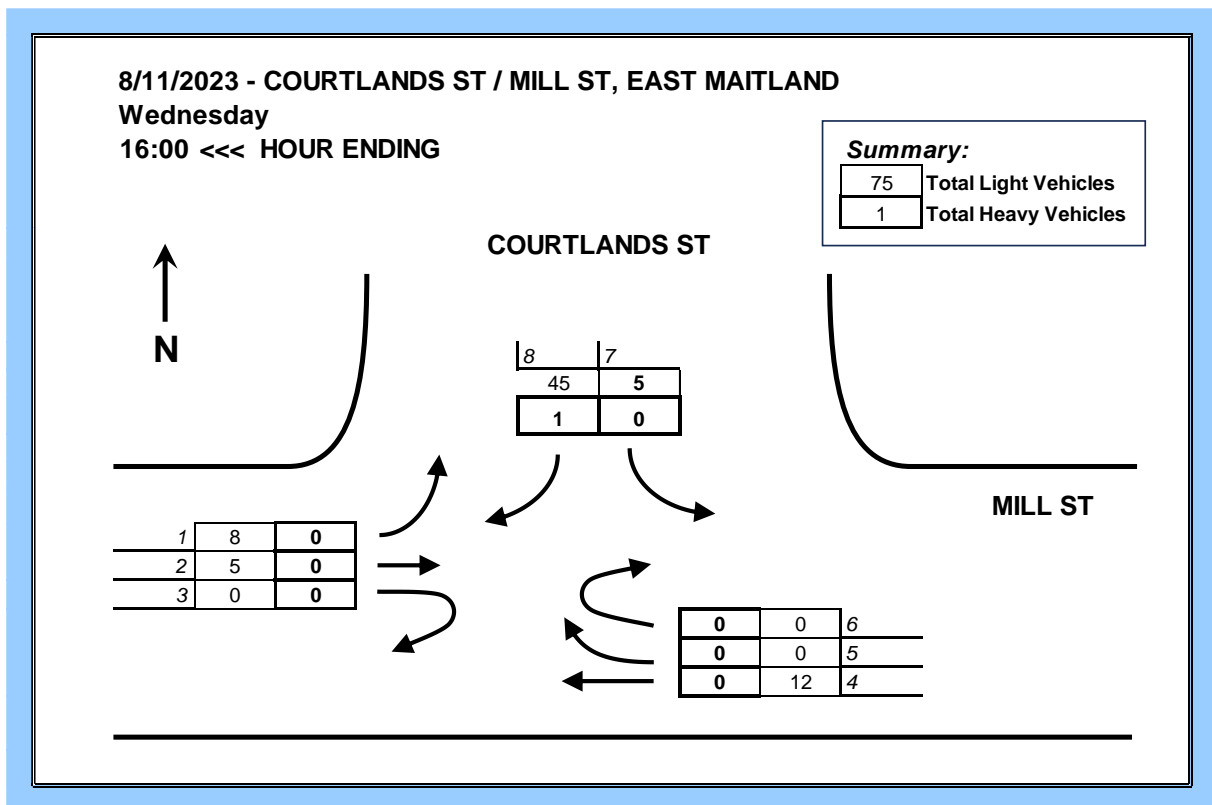 8/11/2023 - COURTLANDS ST / MILL ST, EAST MAITLAND
Wednesday
16:00 <<< HOUR ENDING
Summary:
75 Total Light Vehicles
1 Total Heavy Vehicles
COURTLANDS ST
N
8 7
45 5
1 0
MILL ST
1 8 0
2 5 0
3 0 0
0 0 6
0 0 5
0 12 4